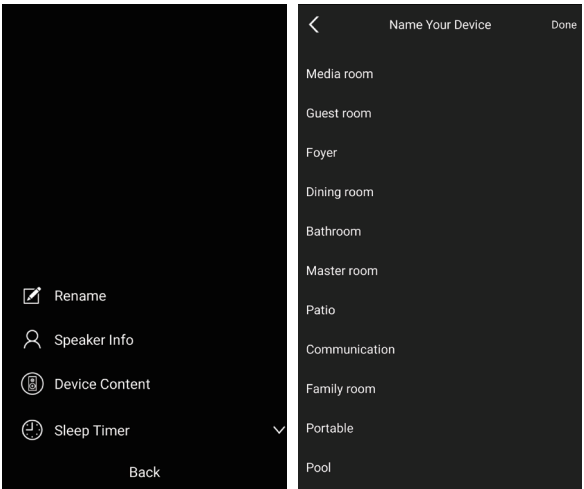 Rename
Speaker Info
Device Content
Sleep Timer
Back
Name Your Device
Done
Media room
Guest room
Foyer
Dining room
Bathroom
Master room
Patio
Communication
Family room
Portable
Pool